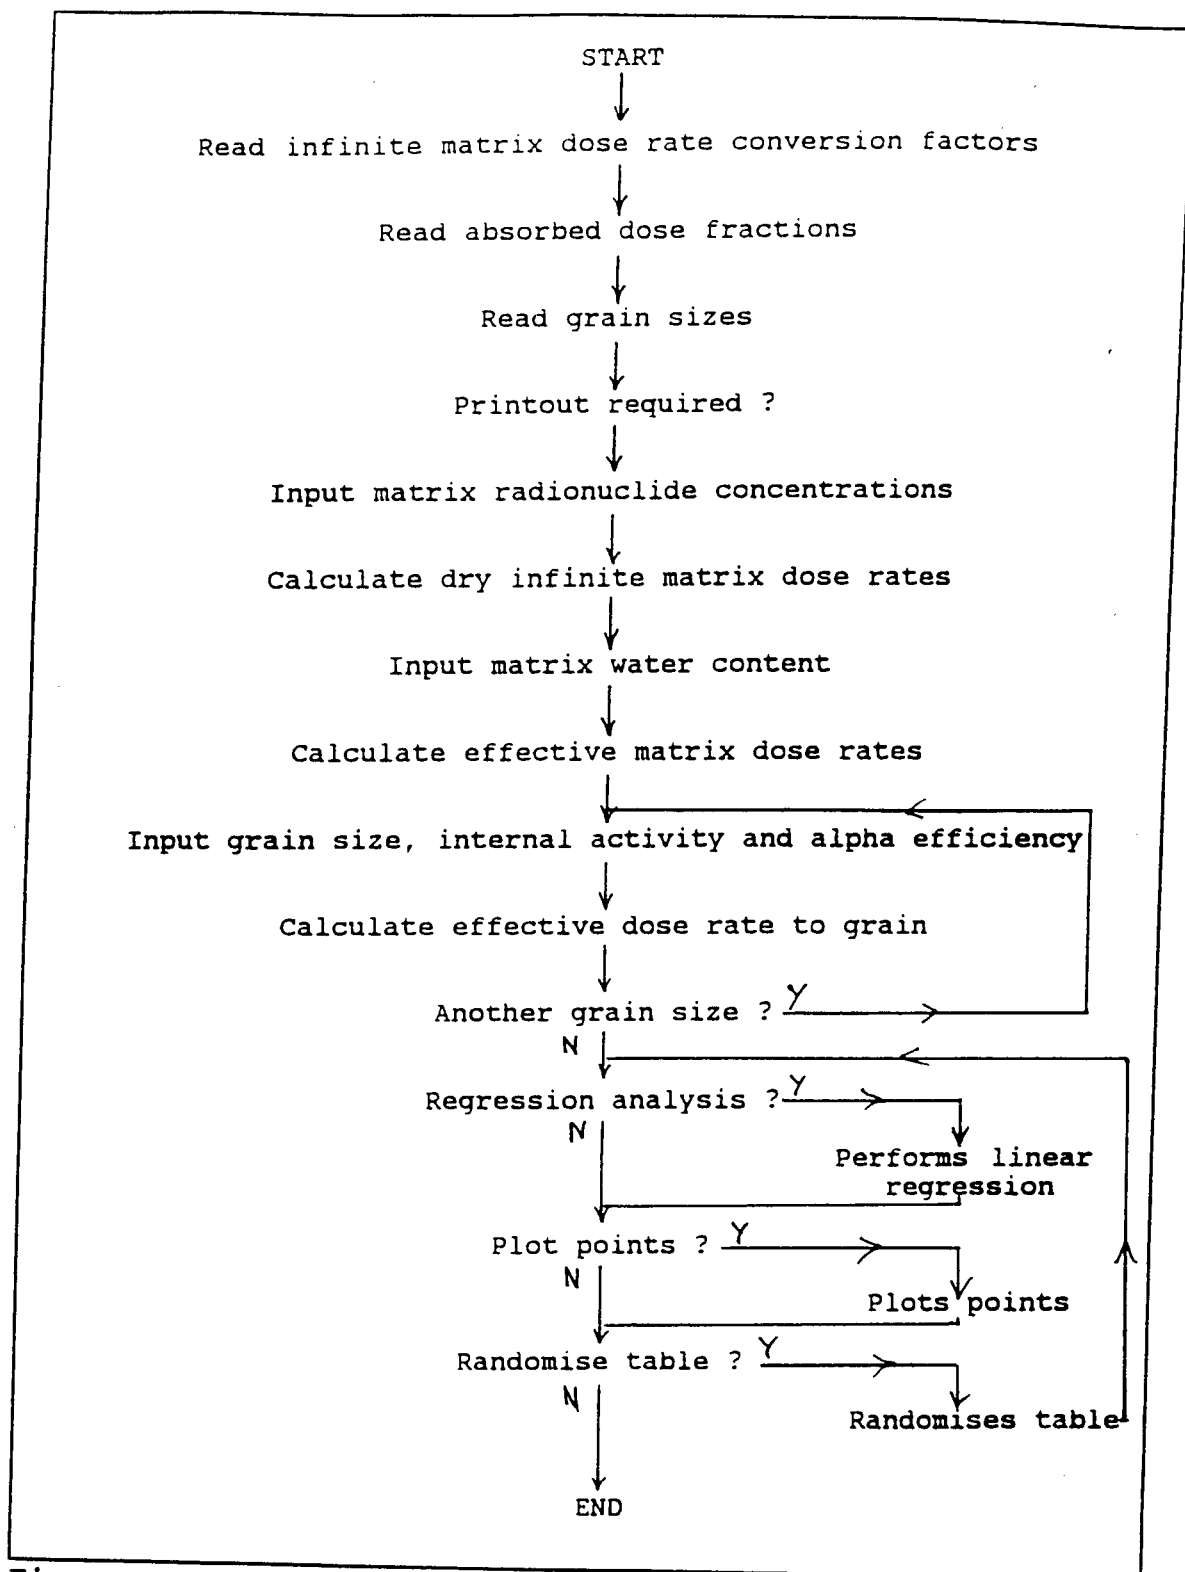 START
Read infinite matrix dose rate conversion factors
Read absorbed dose fractions
Read grain sizes
Printout required ?
Input matrix radionuclide concentrations
Calculate dry infinite matrix dose rates
Input matrix water content
Calculate effective matrix dose rates
Input grain size, internal activity and alpha efficiency
Calculate effective dose rate to grain
Another grain size ? Y
N
Regression analysis ? Y
N
Performs linear
regression
Plot points ? Y
N
Plots points
Randomise table ? Y
N
Randomises table
END